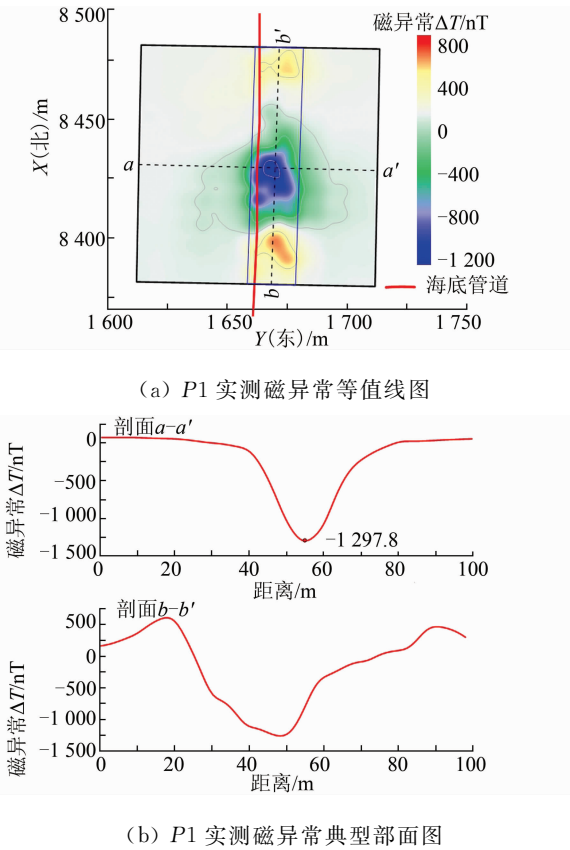 磁异常ΔT/nT
8 500
800
400
8 450
0
X(北)/m
a
a′
b′
b
−400
−800
8 400
−1 200
海底管道
1 600
1 650
1 700
1 750
Y(东)/m
(a) P1 实测磁异常等值线图
剖面a–a′
0
−500
−1 000
−1 500
磁异常ΔT/nT
−1 297.8
0 20 40 60 80 100
距离/m
剖面b–b′
500
0
−500
−1 000
−1 500
磁异常ΔT/nT
0 20 40 60 80 100
距离/m
(b) P1 实测磁异常典型部面图